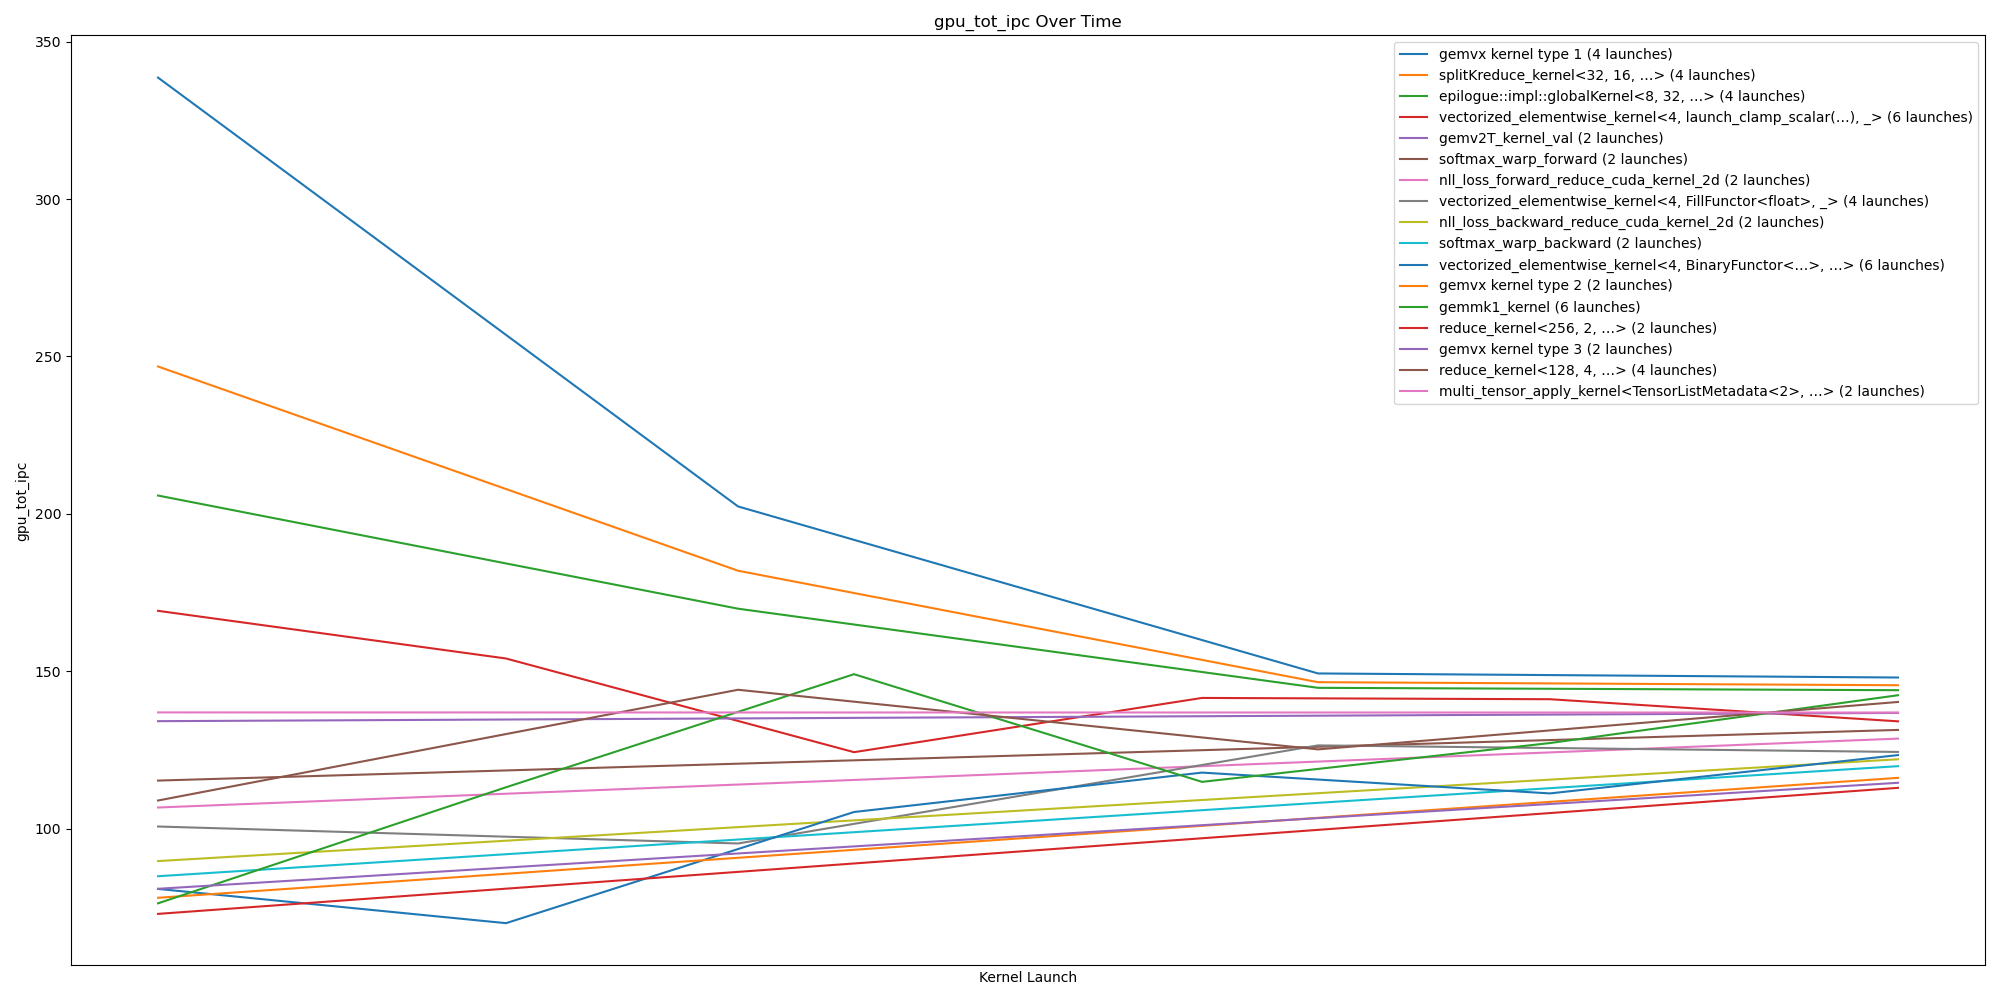 gpu_tot_ipc Over Time
350
300
250
200
150
100
gpu_tot_ipc
Kernel Launch
gemvx kernel type 1 (4 launches)
splitKreduce_kernel<32, 16, ...> (4 launches)
epilogue::impl::globalKernel<8, 32, ...> (4 launches)
vectorized_elementwise_kernel<4, launch_clamp_scalar(...), _> (6 launches)
gemv2T_kernel_val (2 launches)
softmax_warp_forward (2 launches)
nll_loss_forward_reduce_cuda_kernel_2d (2 launches)
vectorized_elementwise_kernel<4, FillFunctor<float>, _> (4 launches)
nll_loss_backward_reduce_cuda_kernel_2d (2 launches)
softmax_warp_backward (2 launches)
vectorized_elementwise_kernel<4, BinaryFunctor<...>, ...> (6 launches)
gemvx kernel type 2 (2 launches)
gemmk1_kernel (6 launches)
reduce_kernel<256, 2, ...> (2 launches)
gemvx kernel type 3 (2 launches)
reduce_kernel<128, 4, ...> (4 launches)
multi_tensor_apply_kernel<TensorListMetadata<2>, ...> (2 launches)